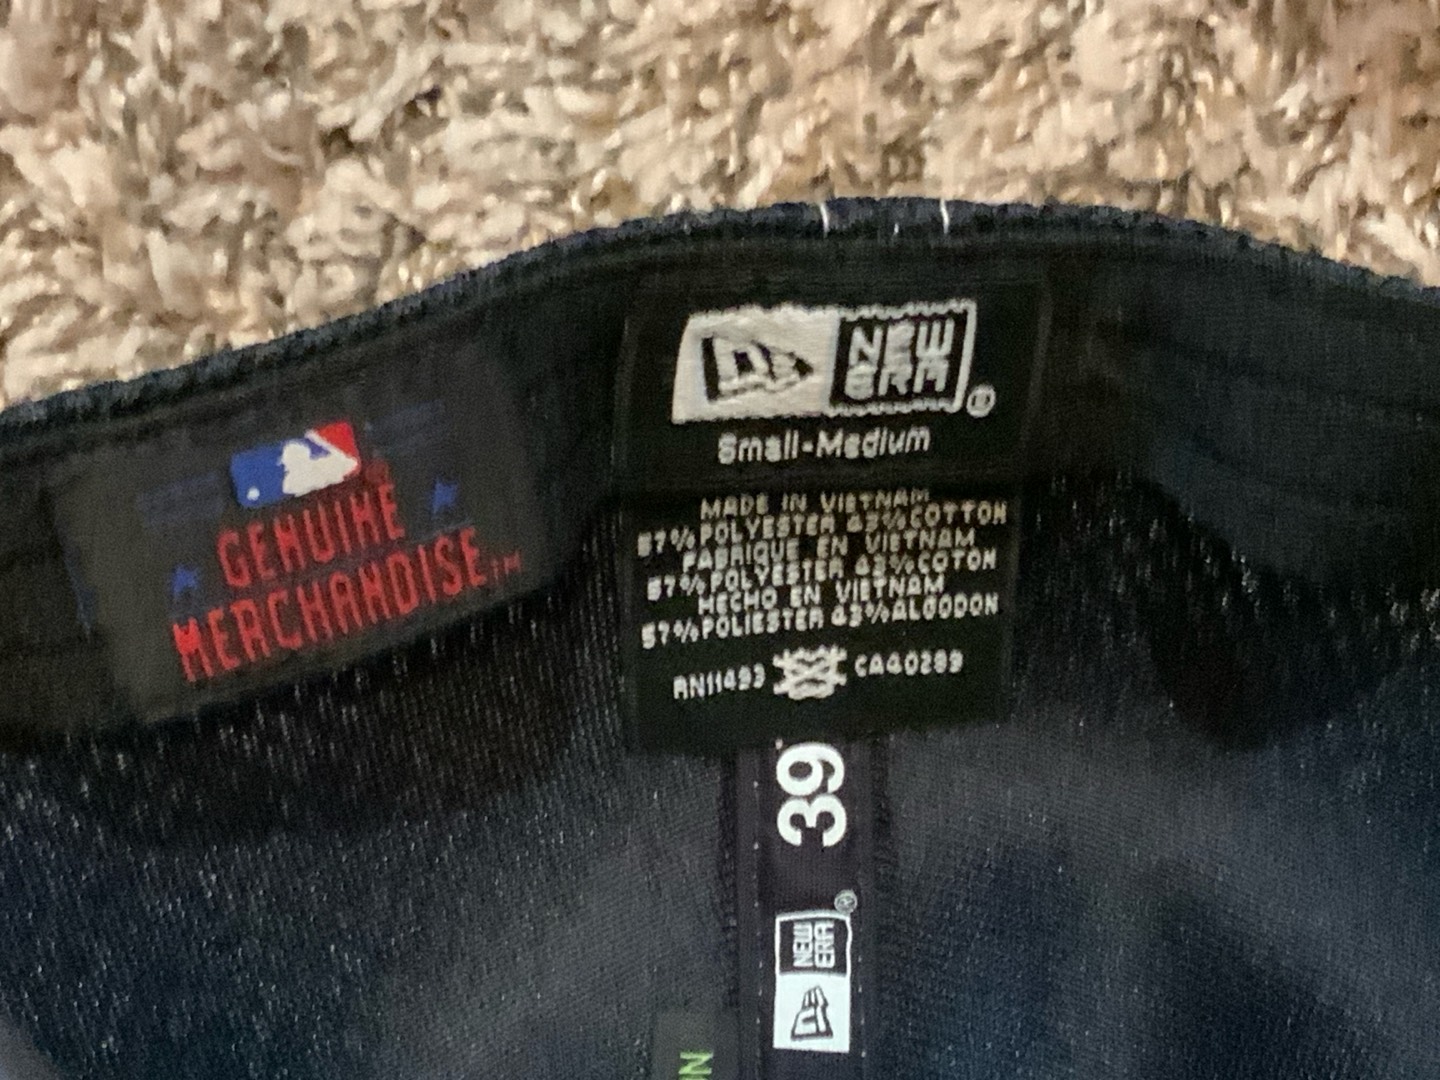 GENUINE
MERCHANDISE™
NEW
ERA
®
Small-Medium
MADE IN VIETNAM
57% POLYESTER 43% COTTON
FABRIQUE EN VIETNAM
57% POLYESTER 43% COTON
HECHO EN VIETNAM
57% POLIESTER 43% ALGODON
RN11493 CA40289
39
NEW
ERA
®